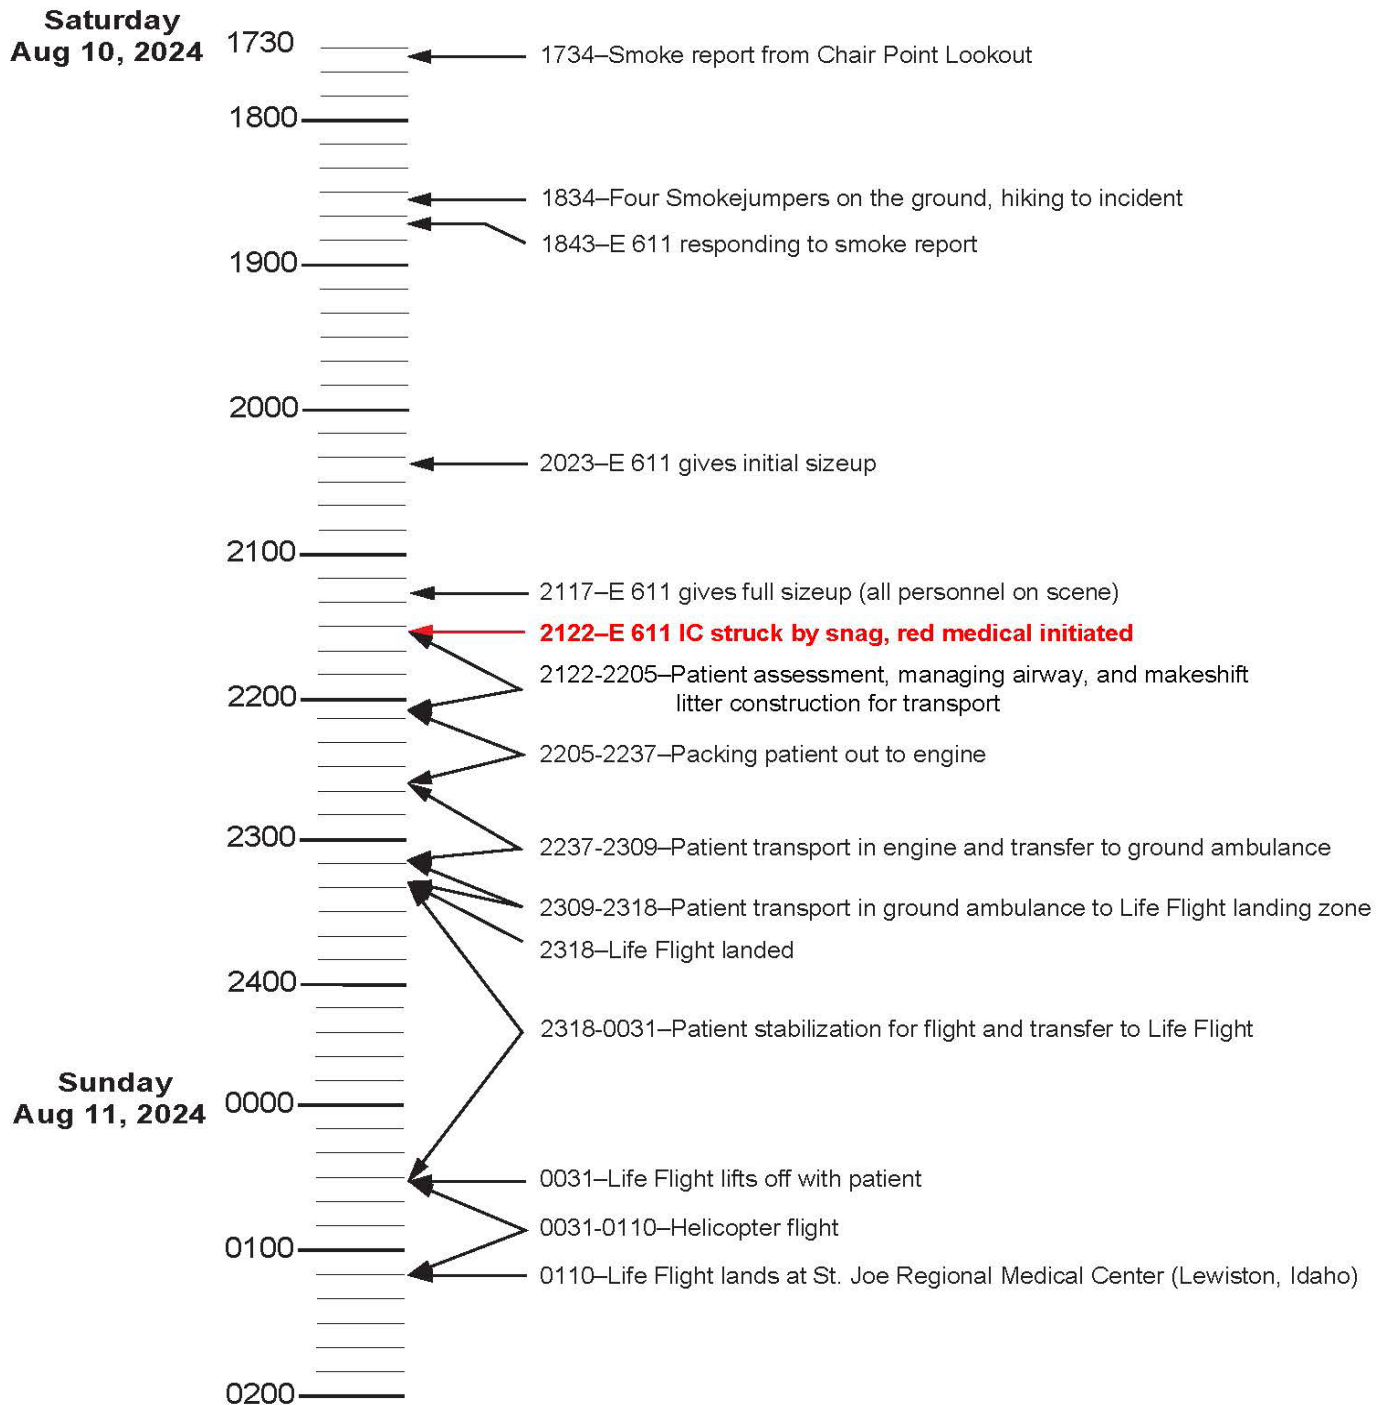 Saturday
Aug 10, 2024
1730
1734–Smoke report from Chair Point Lookout
1800
1834–Four Smokejumpers on the ground, hiking to incident
1843–E 611 responding to smoke report
1900
2000
2023–E 611 gives initial sizeup
2100
2117–E 611 gives full sizeup (all personnel on scene)
2122–E 611 IC struck by snag, red medical initiated
2122-2205–Patient assessment, managing airway, and makeshift
litter construction for transport
2200
2205-2237–Packing patient out to engine
2300
2237-2309–Patient transport in engine and transfer to ground ambulance
2309-2318–Patient transport in ground ambulance to Life Flight landing zone
2318–Life Flight landed
2400
2318-0031–Patient stabilization for flight and transfer to Life Flight
Sunday
Aug 11, 2024
0000
0031–Life Flight lifts off with patient
0031-0110–Helicopter flight
0100
0110–Life Flight lands at St. Joe Regional Medical Center (Lewiston, Idaho)
0200